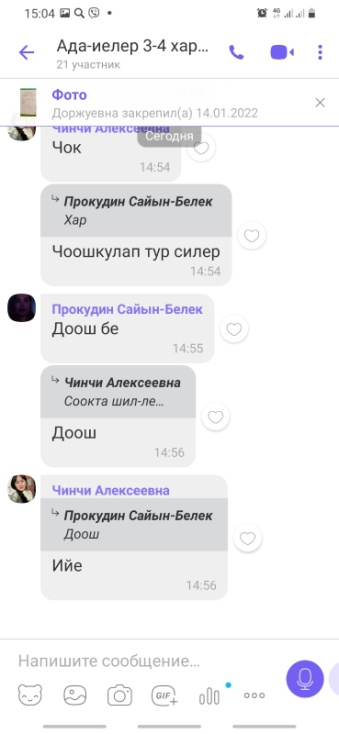 15:04
4G
Ада-иелер 3-4 хар...
21 участник
Фото
Доржуевна закрепил(а) 14.01.2022
Чинчи Алексеевна
Сегодня
Чок
14:54
Прокудин Сайын-Белек
Хар
Чоошкулап тур силер
14:54
Прокудин Сайын-Белек
Доош бе
14:55
Чинчи Алексеевна
Соокта шил-ле...
Доош
14:56
Чинчи Алексеевна
Прокудин Сайын-Белек
Доош
Ийе
14:56
Напишите сообщение...
GIF